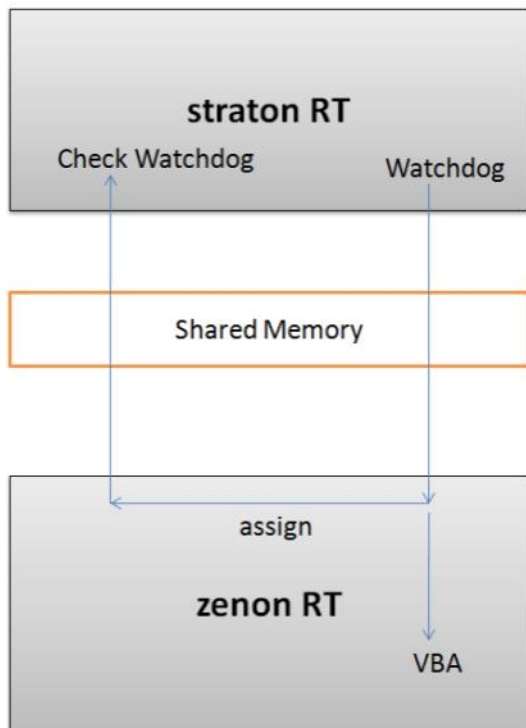 straton RT
Check Watchdog
Watchdog
Shared Memory
assign
zenon RT
VBA